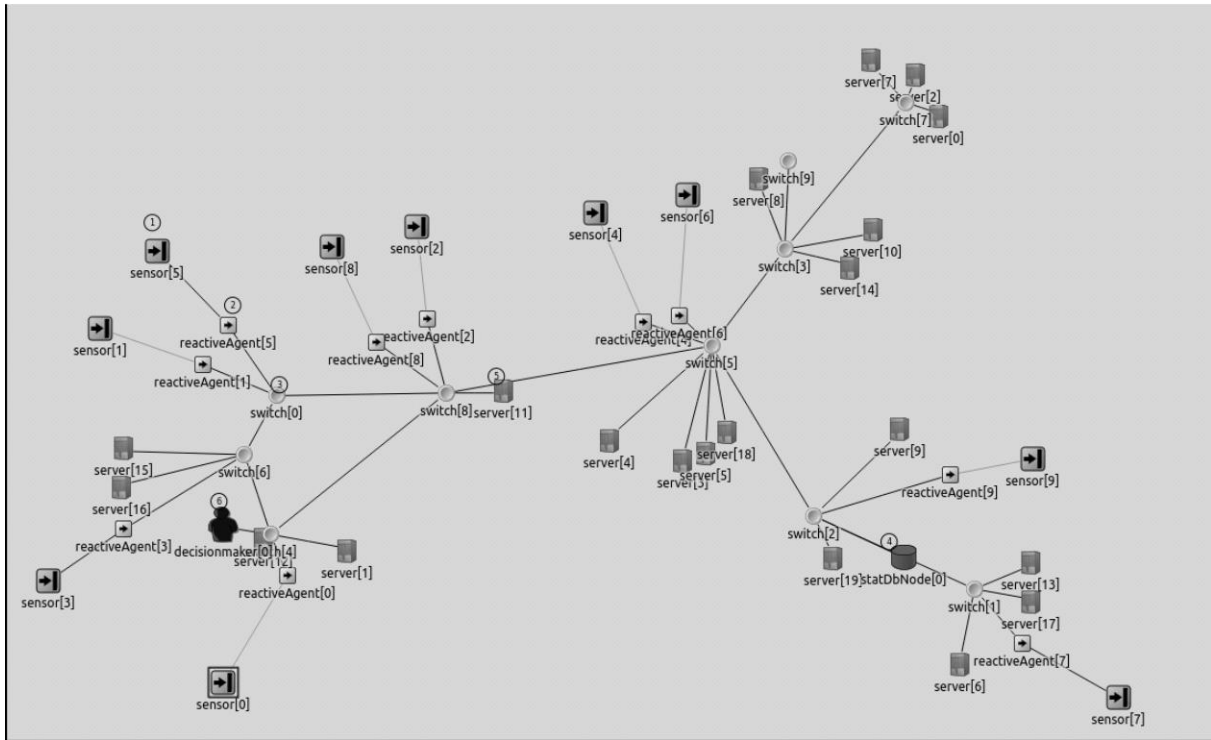 server[7]
server[2]
switch[7]
server[0]
switch[9]
server[8]
sensor[6]
sensor[4]
server[10]
switch[3]
server[14]
1
sensor[5]
sensor[2]
sensor[8]
2
reactiveAgent[5]
sensor[1]
reactiveAgent[2]
reactiveAgent[8]
reactiveAgent[6]
reactiveAgent[4]
switch[5]
reactiveAgent[1]
3
switch[0]
switch[8]
5
server[11]
server[15]
switch[6]
server[16]
server[4]
server[18]
server[5]
server[9]
reactiveAgent[9]
sensor[9]
6
reactiveAgent[3]
decisionmaker[0]
server[12]
server[1]
reactiveAgent[0]
sensor[3]
sensor[0]
switch[2]
4
server[19]
statDbNode[0]
server[13]
switch[1]
server[17]
reactiveAgent[7]
server[6]
sensor[7]